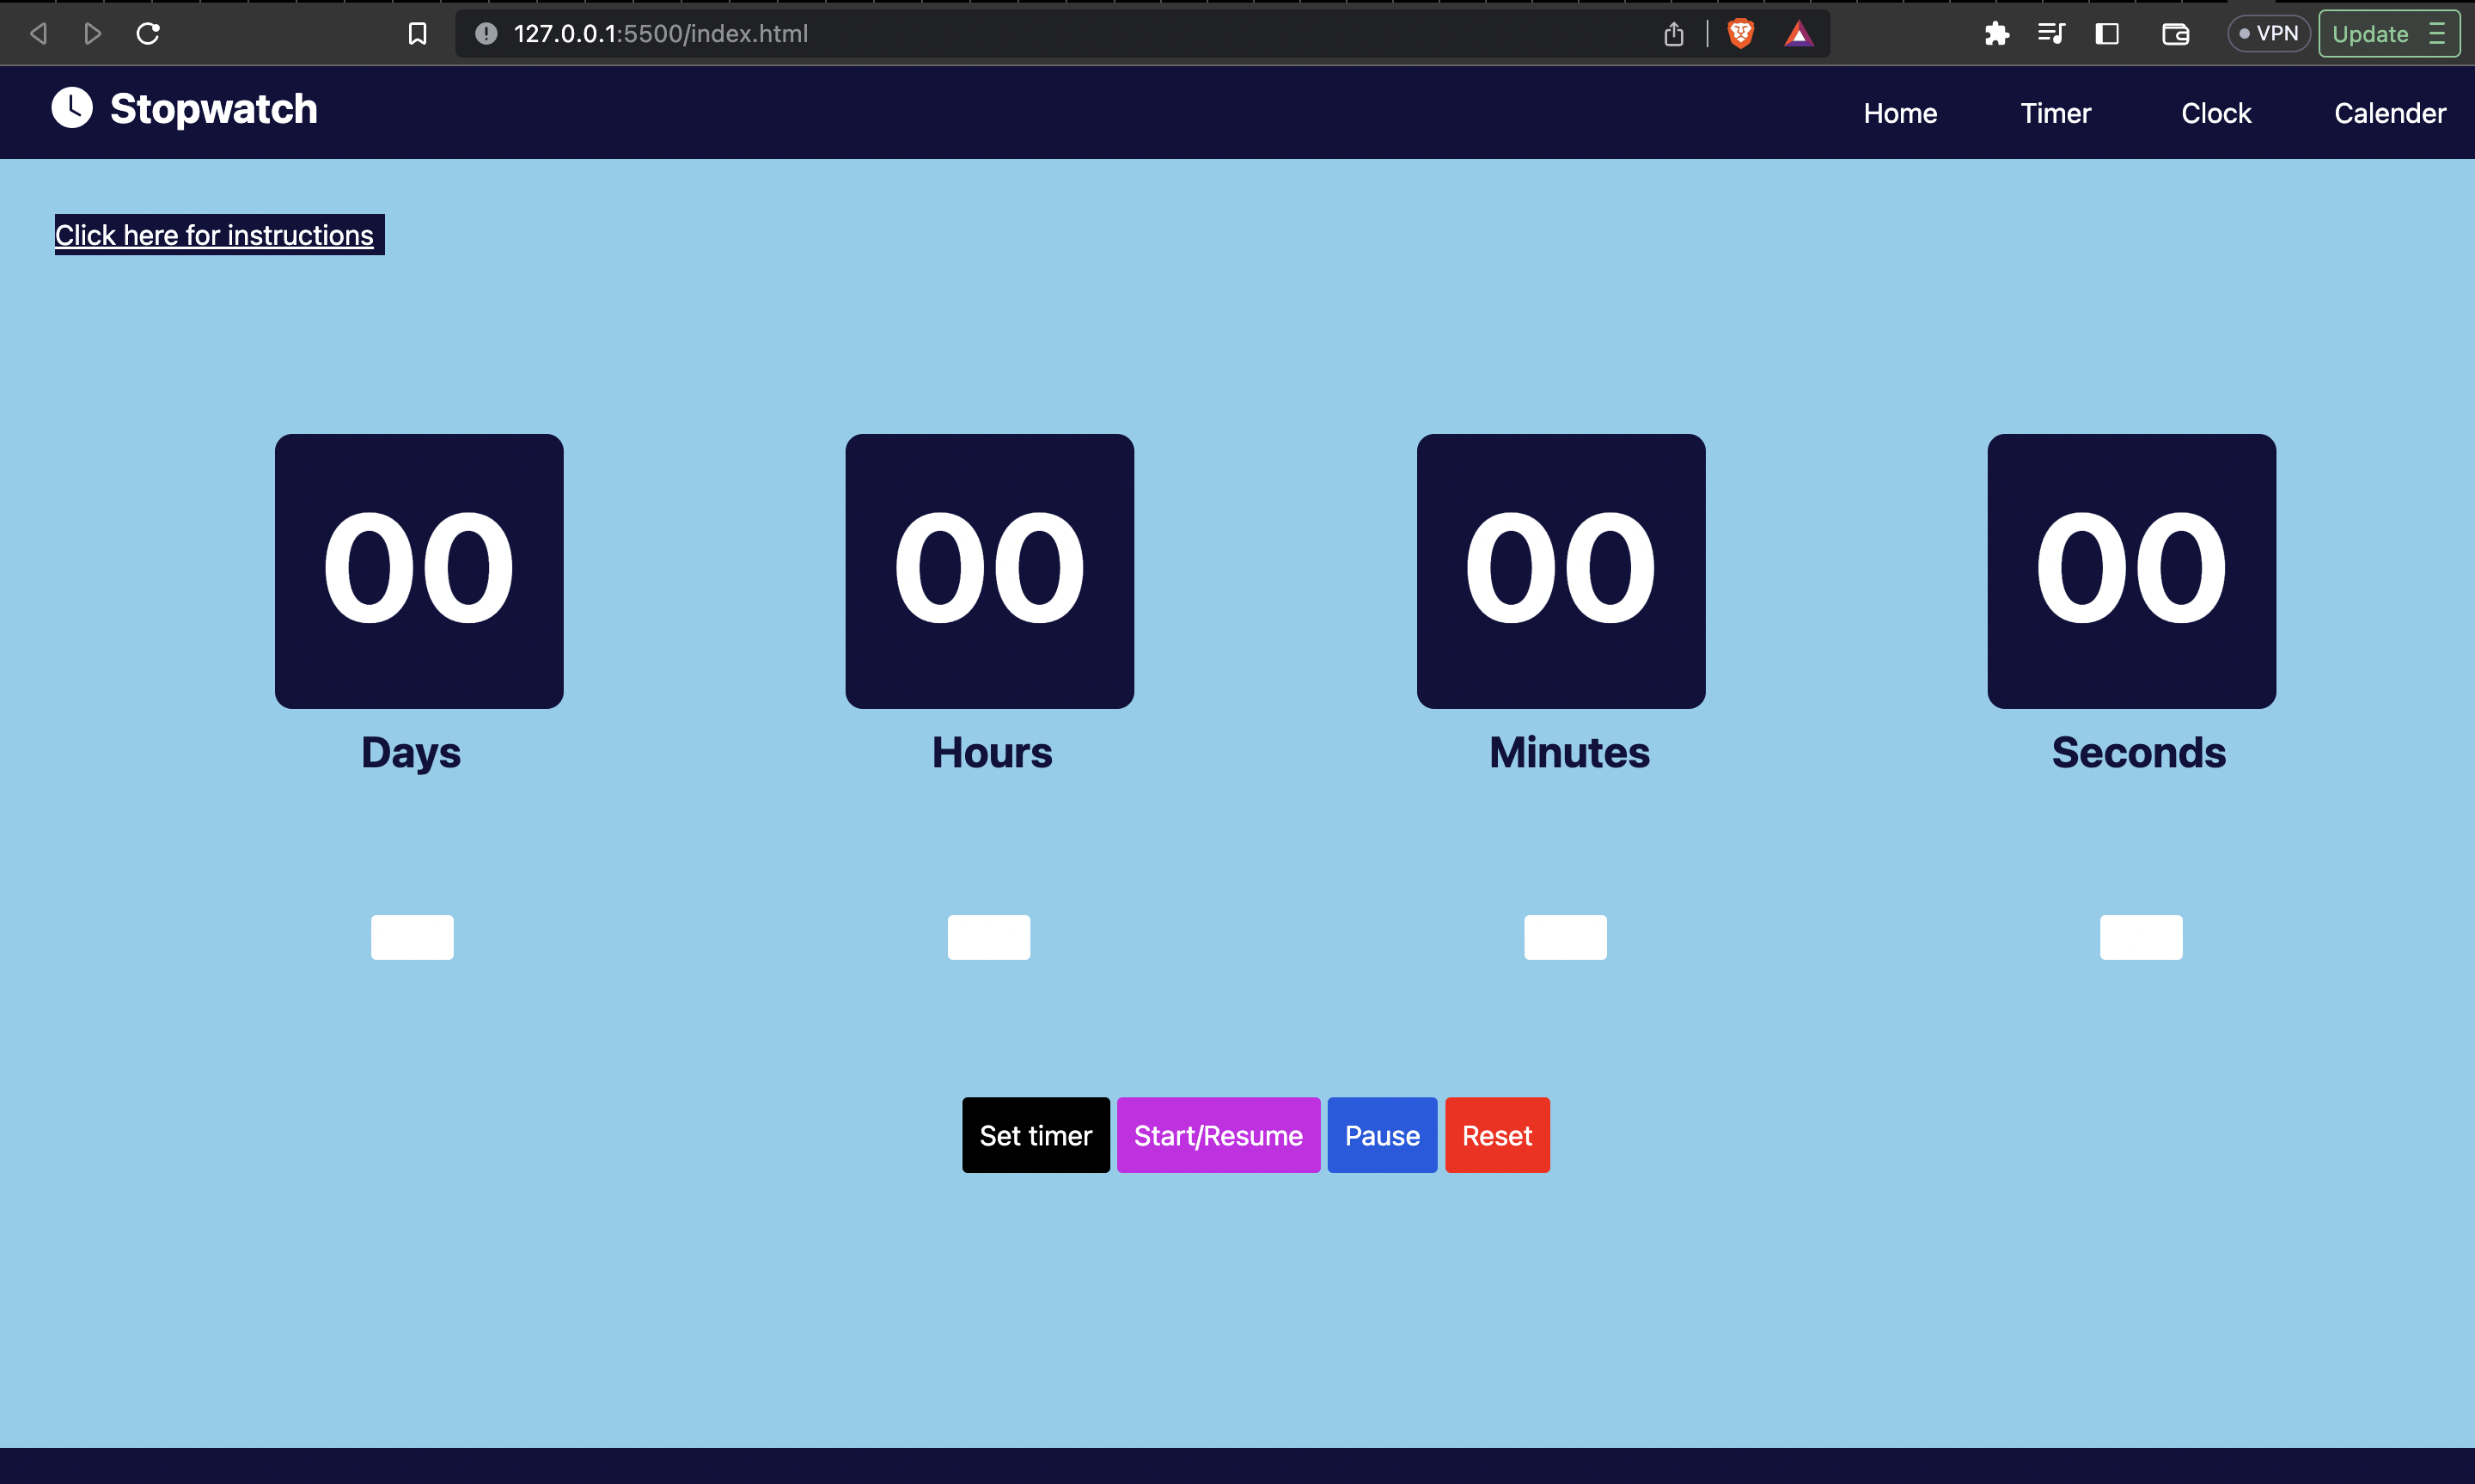 127.0.0.1:5500/index.html
VPN
Update
Stopwatch
Home Timer Clock Calender
Click here for instructions
00 00 00 00
Days Hours Minutes Seconds
Set timer Start/Resume Pause Reset